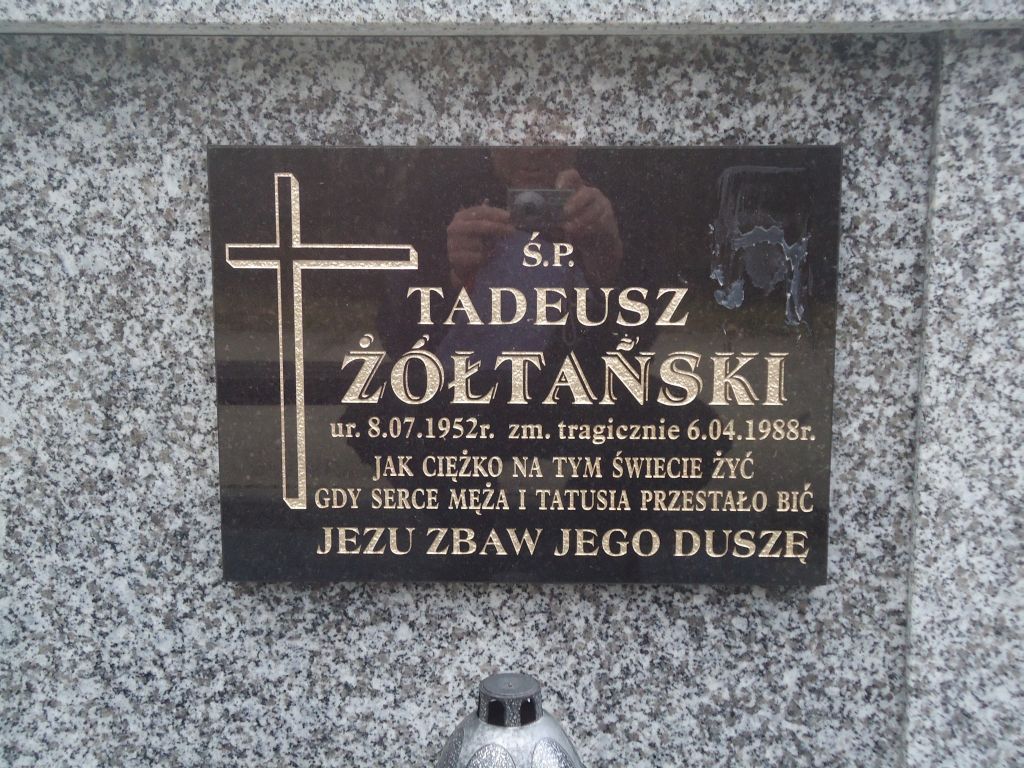 Ś.P.
TADEUSZ
ŻÓŁTAŃSKI
ur. 8.07.1952r. zm. tragicznie 6.04.1988r.
JAK CIĘŻKO NA TYM ŚWIECIE ŻYĆ
GDY SERCE MĘŻA I TATUSIA PRZESTAŁO BIĆ
JEZU ZBAW JEGO DUSZĘ